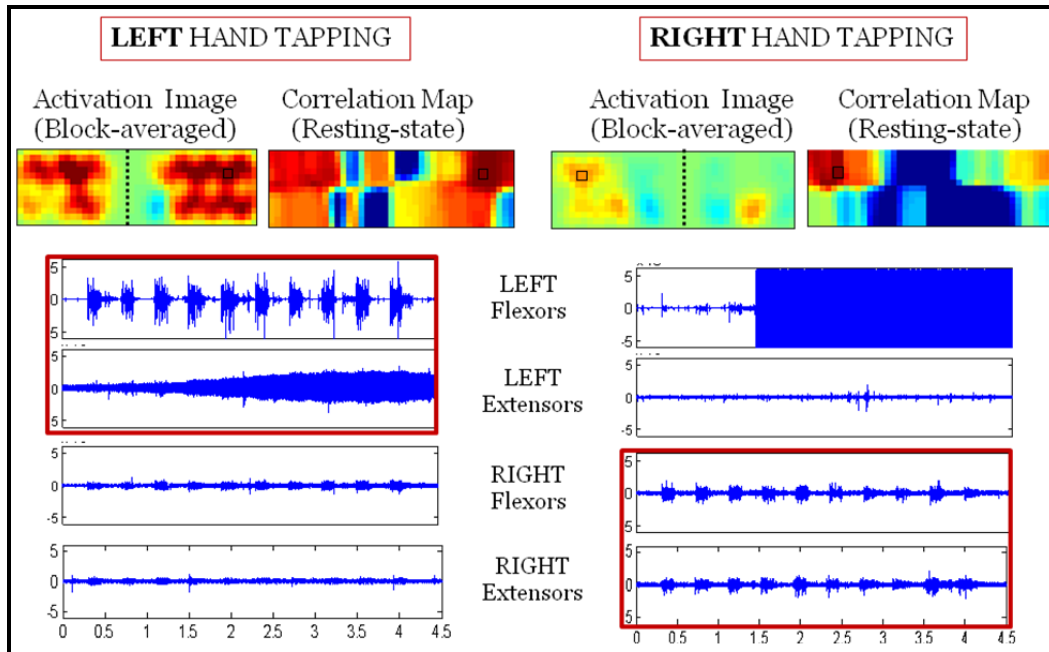 LEFT HAND TAPPING
RIGHT HAND TAPPING
Activation Image
(Block-averaged)
Correlation Map
(Resting-state)
Activation Image
(Block-averaged)
Correlation Map
(Resting-state)
5
0
-5
LEFT
Flexors
5
0
-5
5
0
-5
LEFT
Extensors
5
0
-5
5
0
-5
RIGHT
Flexors
5
0
-5
5
0
-5
0 0.5 1 1.5 2 2.5 3 3.5 4 4.5
RIGHT
Extensors
5
0
-5
0 0.5 1 1.5 2 2.5 3 3.5 4 4.5